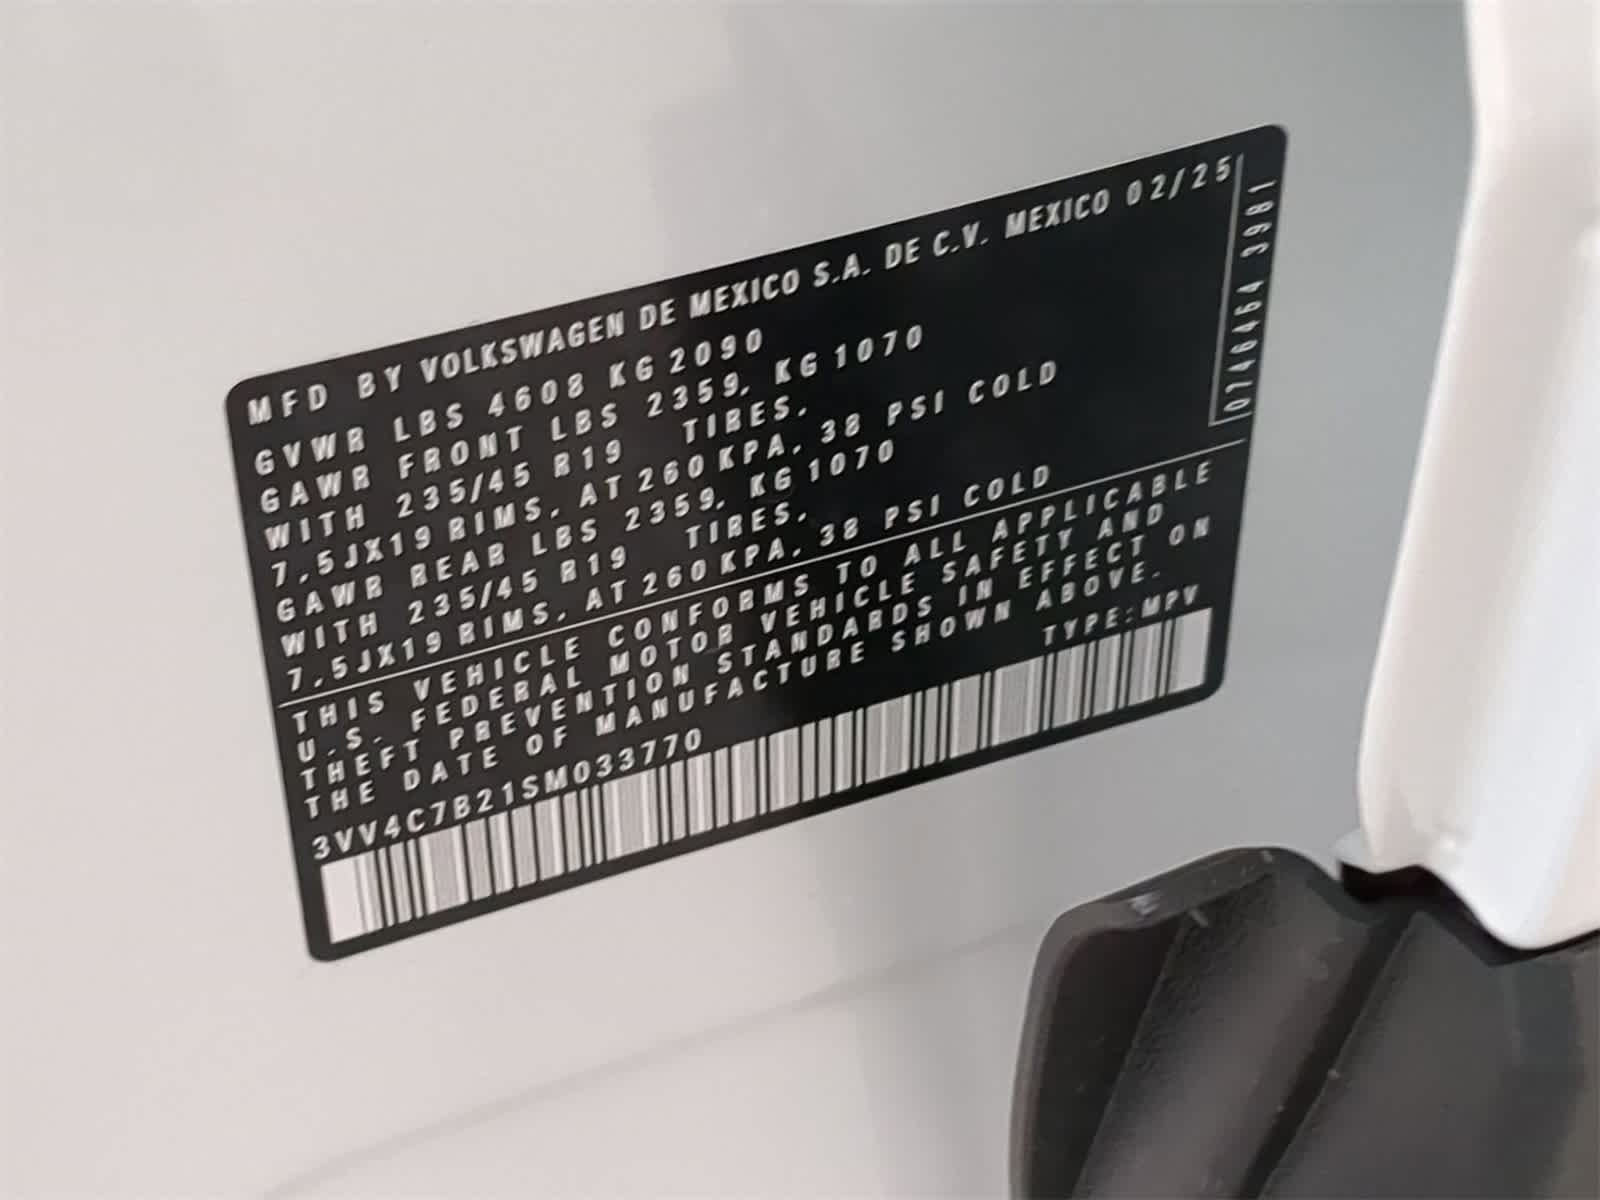 MFD BY VOLKSWAGEN DE MEXICO S.A. DE C.V. MEXICO 02/25
GVWR LBS 4608 KG 2090
GAWR FRONT LBS 2359, KG 1070
WITH 235/45 R19 TIRES,
7,5JX19 RIMS, AT 260 KPA, 38 PSI COLD
GAWR REAR LBS 2359, KG 1070
WITH 235/45 R19 TIRES,
7,5JX19 RIMS, AT 260 KPA, 38 PSI COLD
THIS VEHICLE CONFORMS TO ALL APPLICABLE
U.S. FEDERAL MOTOR VEHICLE SAFETY AND
THEFT PREVENTION STANDARDS IN EFFECT ON
THE DATE OF MANUFACTURE SHOWN ABOVE.
3VV4C7B21SM033770 TYPE:MPV
0746464 3981